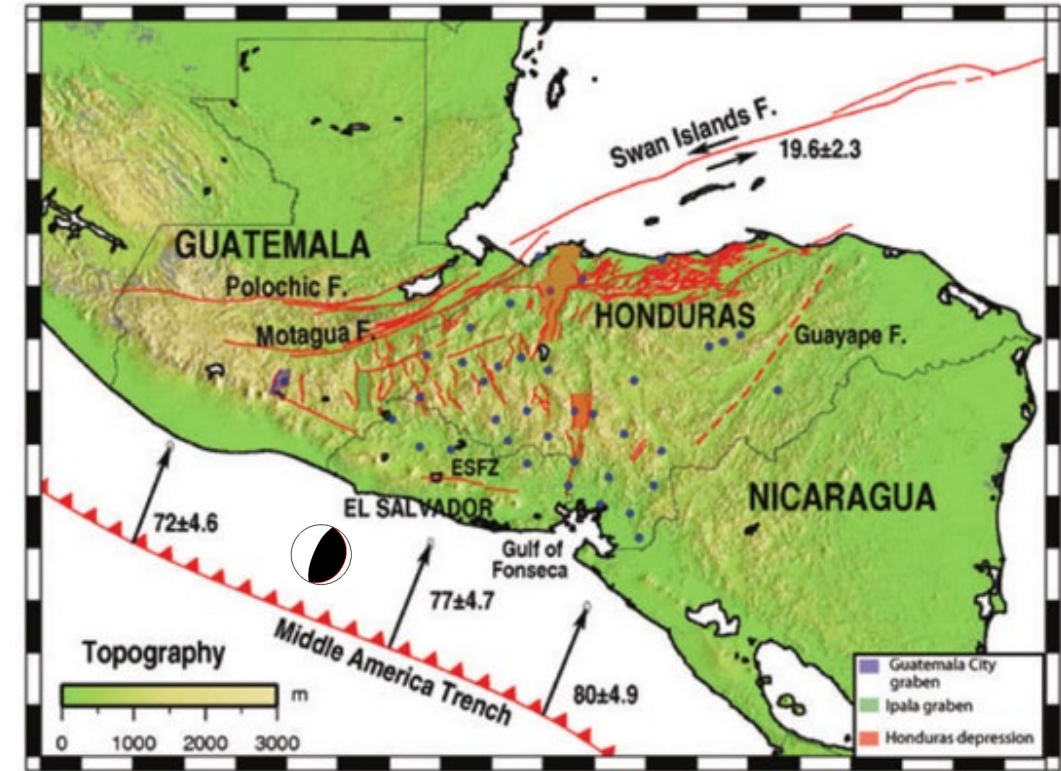 Swan Islands F.
19.6±2.3
GUATEMALA
Polochic F.
HONDURAS
Motagua F.
Guayape F.
ESFZ
NICARAGUA
EL SALVADOR
72±4.6
Gulf of
Fonseca
77±4.7
Middle America Trench
80±4.9
Topography
m
0 1000 2000 3000
Guatemala City
graben
Ipala graben
Honduras depression